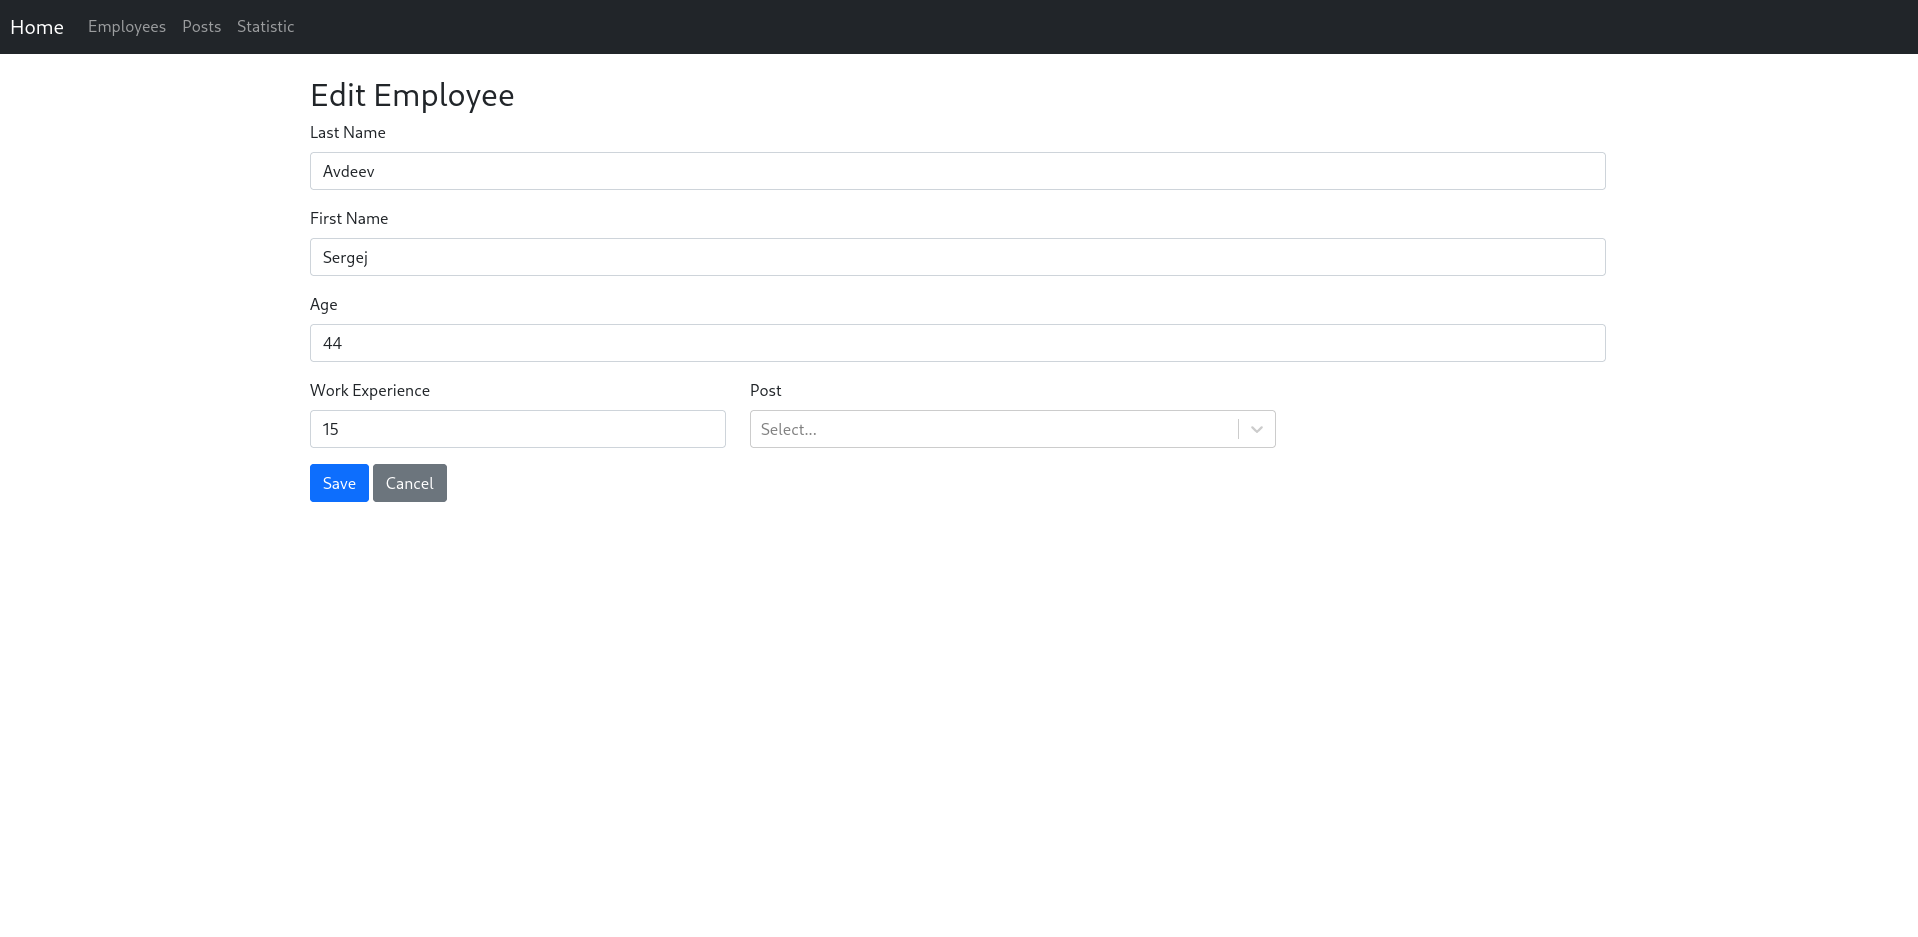 Home Employees Posts Statistic
Edit Employee
Last Name
Avdeev
First Name
Sergej
Age
44
Work Experience Post
15 Select...
Save Cancel